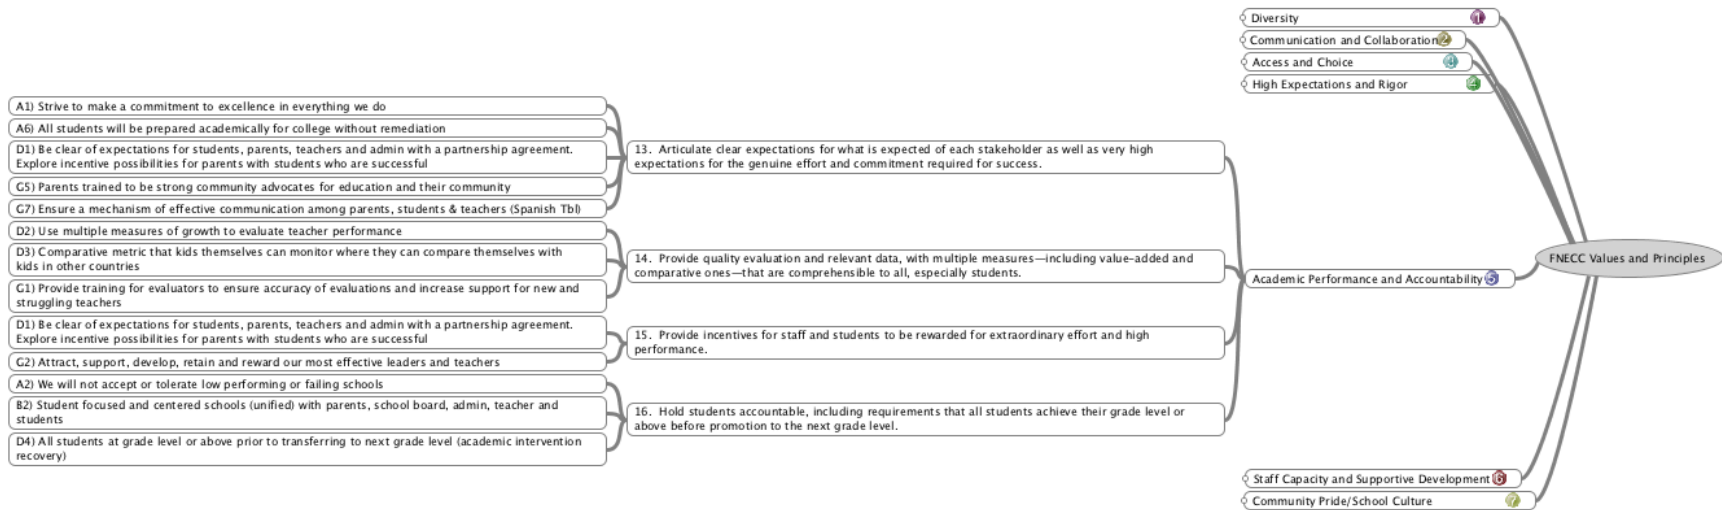 Diversity 1
Communication and Collaboration 2
Access and Choice
High Expectations and Rigor 4
A1) Strive to make a commitment to excellence in everything we do
A6) All students will be prepared academically for college without remediation
D1) Be clear of expectations for students, parents, teachers and admin with a partnership agreement.
Explore incentive possibilities for parents with students who are successful
G5) Parents trained to be strong community advocates for education and their community
G7) Ensure a mechanism of effective communication among parents, students & teachers (Spanish Tbl)
13. Articulate clear expectations for what is expected of each stakeholder as well as very high
expectations for the genuine effort and commitment required for success.
D2) Use multiple measures of growth to evaluate teacher performance
D3) Comparative metric that kids themselves can monitor where they can compare themselves with
kids in other countries
G1) Provide training for evaluators to ensure accuracy of evaluations and increase support for new and
struggling teachers
14. Provide quality evaluation and relevant data, with multiple measures—including value-added and
comparative ones—that are comprehensible to all, especially students.
D1) Be clear of expectations for students, parents, teachers and admin with a partnership agreement.
Explore incentive possibilities for parents with students who are successful
G2) Attract, support, develop, retain and reward our most effective leaders and teachers
15. Provide incentives for staff and students to be rewarded for extraordinary effort and high
performance.
A2) We will not accept or tolerate low performing or failing schools
B2) Student focused and centered schools (unified) with parents, school board, admin, teacher and
students
D4) All students at grade level or above prior to transferring to next grade level (academic intervention
recovery)
16. Hold students accountable, including requirements that all students achieve their grade level or
above before promotion to the next grade level.
Academic Performance and Accountability 5
FNECC Values and Principles
Staff Capacity and Supportive Development 6
Community Pride/School Culture 7